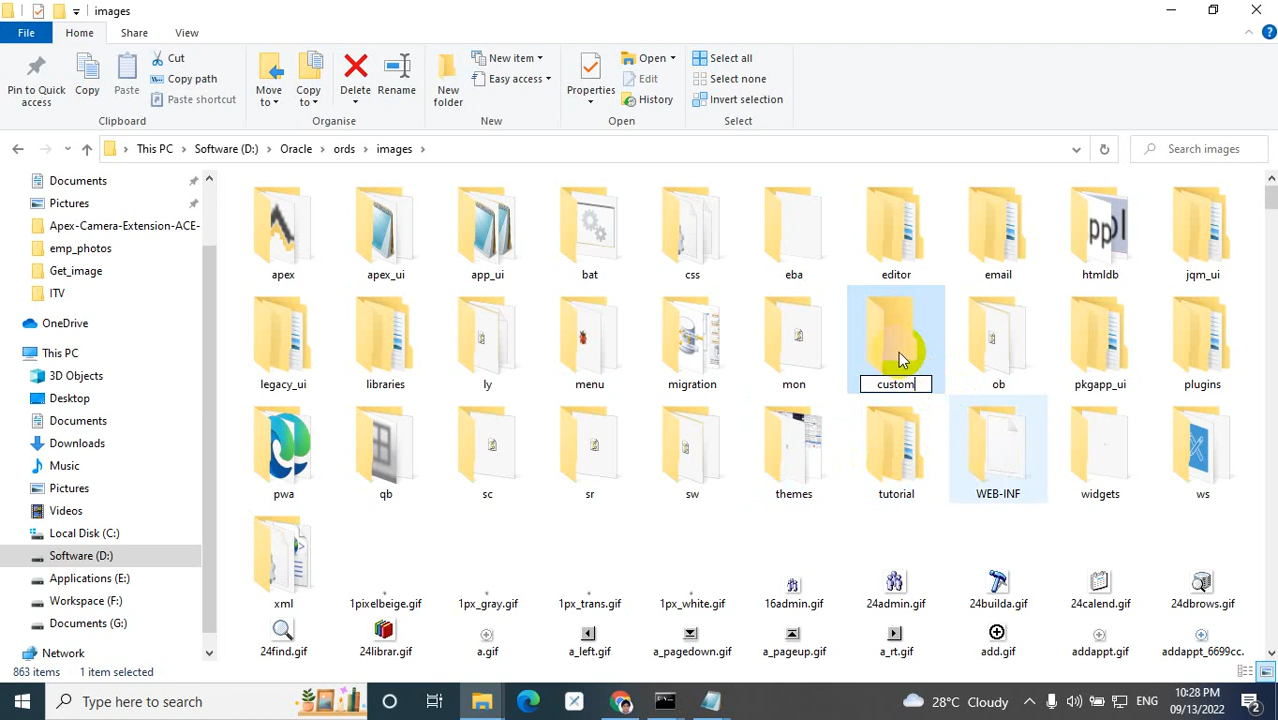 images
File Home Share View
Pin to Quick access
Copy
Paste
Cut
Copy path
Paste shortcut
Clipboard
Move to
Copy to
Delete
Rename
Organise
New folder
New item
Easy access
New
Properties
Open
Edit
History
Open
Select all
Select none
Invert selection
Select
This PC Software (D:) Oracle ords images
Search images
Documents
Pictures
Apex-Camera-Extension-ACE-
emp_photos
Get_image
ITV
OneDrive
This PC
3D Objects
Desktop
Documents
Downloads
Music
Pictures
Videos
Local Disk (C:)
Software (D:)
Applications (E:)
Workspace (F:)
Documents (G:)
Network
apex apex_ui app_ui bat css eba editor email htmldb jqm_ui
legacy_ui libraries ly menu migration mon custom ob pkgapp_ui plugins
pwa qb sc sr sw themes tutorial WEB-INF widgets ws
xml 1pixelbeige.gif 1px_gray.gif 1px_trans.gif 1px_white.gif 16admin.gif 24admin.gif 24builda.gif 24calend.gif 24dbrows.gif
24find.gif 24librar.gif a.gif a_left.gif a_pagedown.gif a_pageup.gif a_rt.gif add.gif addappt.gif addappt_6699cc.
863 items 1 item selected
Type here to search
28°C Cloudy
ENG
10:28 PM
09/13/2022
2